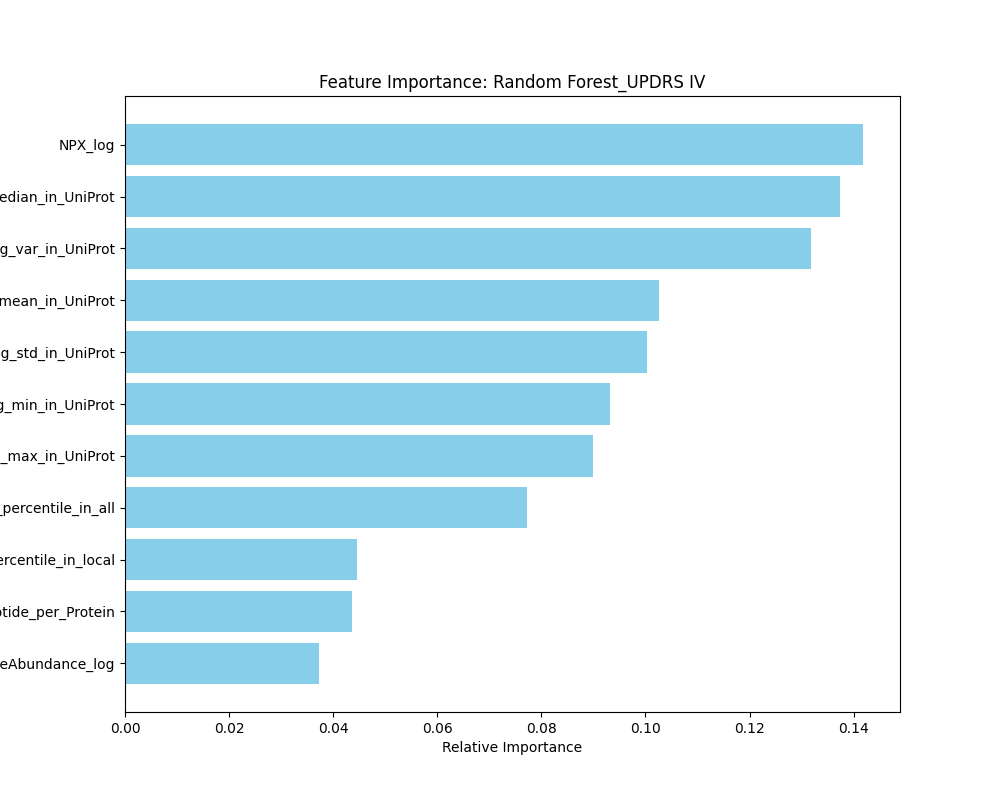 Feature Importance: Random Forest_UPDRS IV
NPX_log
edian_in_UniProt
g_var_in_UniProt
mean_in_UniProt
g_std_in_UniProt
g_min_in_UniProt
_max_in_UniProt
_percentile_in_all
ercentile_in_local
otide_per_Protein
eAbundance_log
0.00 0.02 0.04 0.06 0.08 0.10 0.12 0.14
Relative Importance